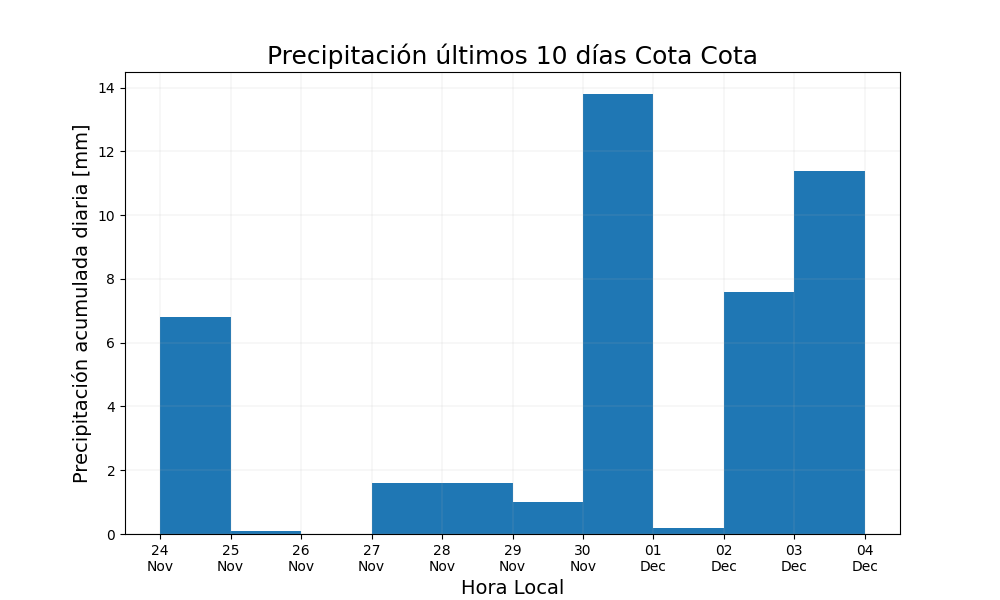 Precipitación últimos 10 días Cota Cota
Precipitación acumulada diaria [mm]
14
12
10
8
6
4
2
0
24 25 26 27 28 29 30 01 02 03 04
Nov Nov Nov Nov Nov Nov Nov Dec Dec Dec Dec
Hora Local